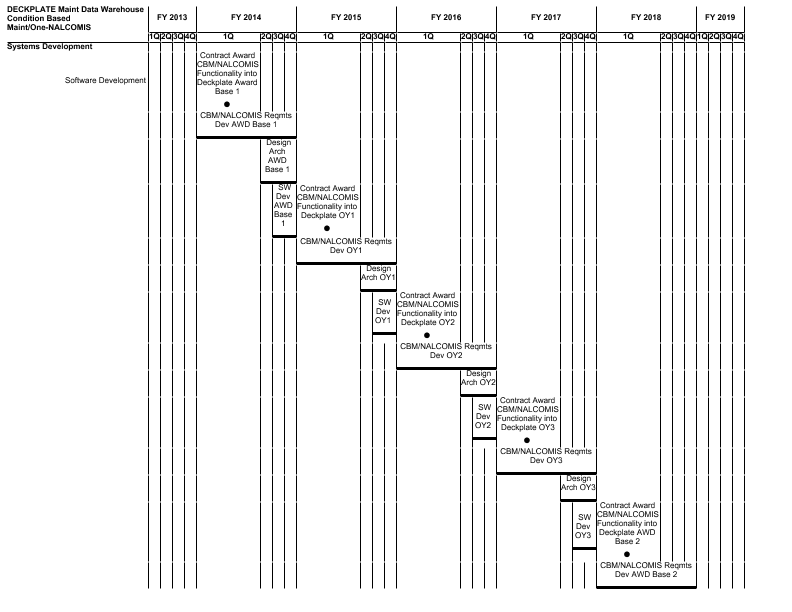 DECKPLATE Maint Data Warehouse
Condition Based
Maint/One-NALCOMIS
FY 2013
FY 2014
FY 2015
FY 2016
FY 2017
FY 2018
FY 2019
1Q 2Q 3Q 4Q 1Q 2Q 3Q 4Q 1Q 2Q 3Q 4Q 1Q 2Q 3Q 4Q 1Q 2Q 3Q 4Q 1Q 2Q 3Q 4Q 1Q 2Q 3Q 4Q
Systems Development
Software Development
Contract Award
CBM/NALCOMIS
Functionality into
Deckplate Award
Base 1
CBM/NALCOMIS Reqmts
Dev AWD Base 1
Design
Arch
AWD
Base 1
SW
Dev
AWD
Base
1
Contract Award
CBM/NALCOMIS
Functionality into
Deckplate OY1
CBM/NALCOMIS Reqmts
Dev OY1
Design
Arch OY1
SW
Dev
OY1
Contract Award
CBM/NALCOMIS
Functionality into
Deckplate OY2
CBM/NALCOMIS Reqmts
Dev OY2
Design
Arch OY2
SW
Dev
OY2
Contract Award
CBM/NALCOMIS
Functionality into
Deckplate OY3
CBM/NALCOMIS Reqmts
Dev OY3
Design
Arch OY3
SW
Dev
OY3
Contract Award
CBM/NALCOMIS
Functionality into
Deckplate AWD
Base 2
CBM/NALCOMIS Reqmts
Dev AWD Base 2